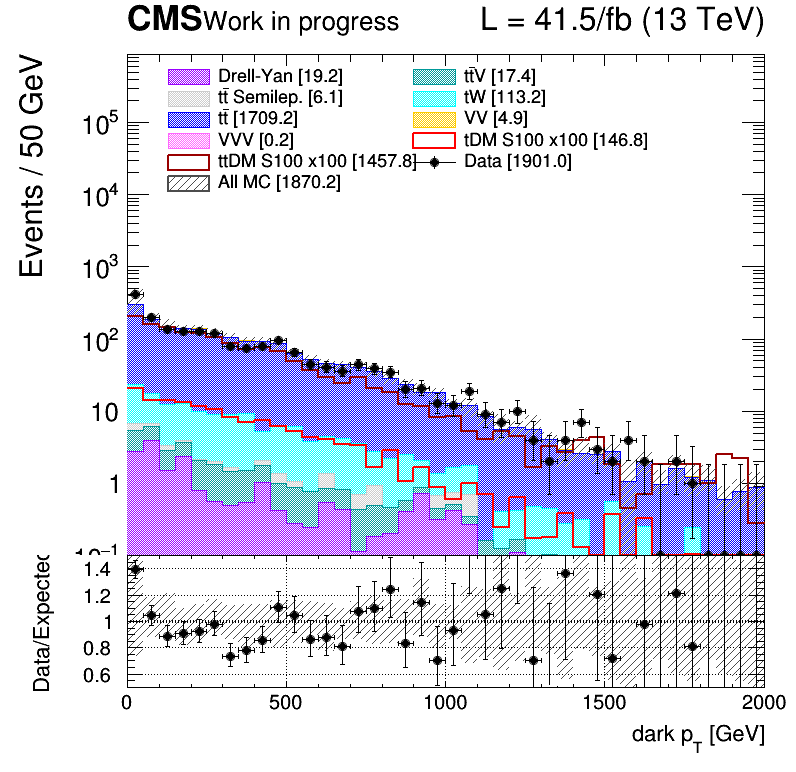 CMS Work in progress L = 41.5/fb (13 TeV)
Events / 50 GeV
Drell-Yan [19.2] tt̄V [17.4]
tt̄ Semilep. [6.1] tW [113.2]
tt̄ [1709.2] VV [4.9]
VVV [0.2] tDM S100 x100 [146.8]
ttDM S100 x100 [1457.8] Data [1901.0]
All MC [1870.2]
10⁵
10⁴
10³
10²
10
1
10⁻¹
Data/Expected
1.4
1.2
1
0.8
0.6
0 500 1000 1500 2000
dark p_T [GeV]